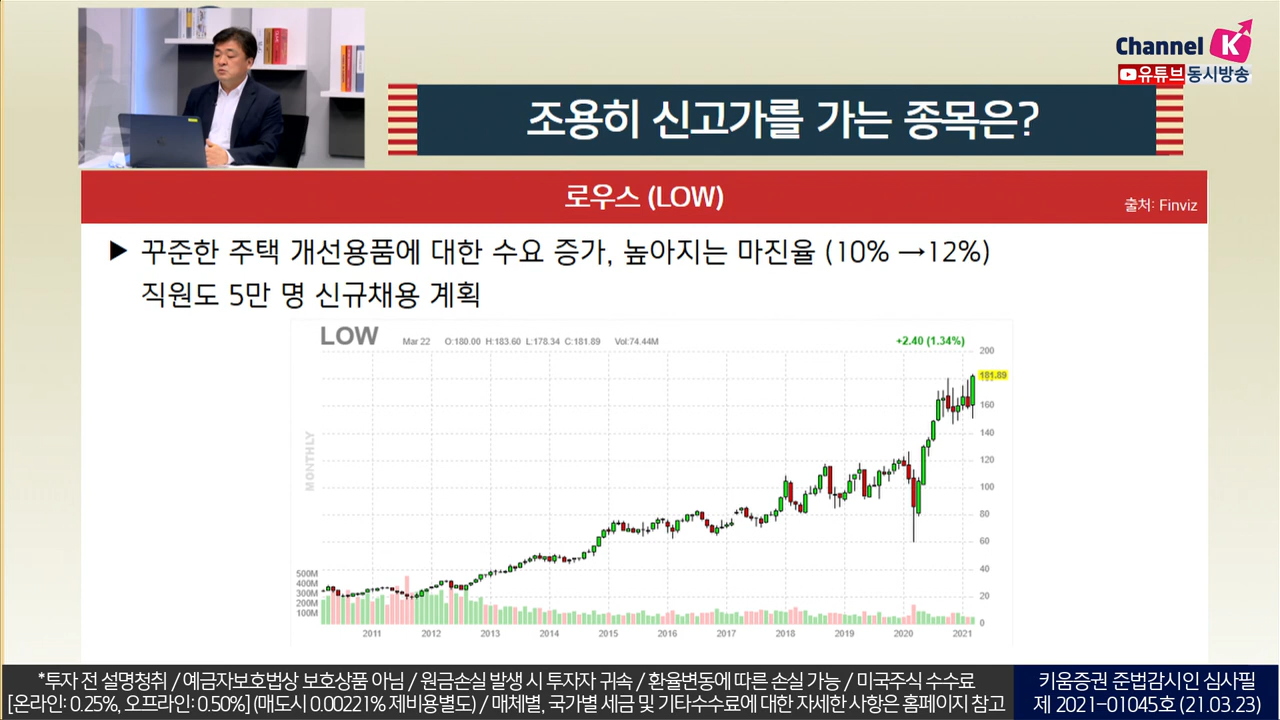 Channel K
유튜브 동시방송
조용히 신고가를 가는 종목은?
로우스 (LOW)
출처: Finviz
▶ 꾸준한 주택 개선용품에 대한 수요 증가, 높아지는 마진율 (10% →12%)
직원도 5만 명 신규채용 계획
LOW Mar 22 O:180.00 H:183.60 L:178.34 C:181.89 Vol:74.44M +2.40 (1.34%)
200
181.89
160
140
120
100
80
60
40
20
0
MONTHLY
500M
400M
300M
200M
100M
2011 2012 2013 2014 2015 2016 2017 2018 2019 2020 2021
*투자 전 설명청취 / 예금자보호법상 보호상품 아님 / 원금손실 발생 시 투자자 귀속 / 환율변동에 따른 손실 가능 / 미국주식 수수료
[온라인: 0.25%, 오프라인: 0.50%] (매도시 0.00221% 제비용별도) / 매체별, 국가별 세금 및 기타수수료에 대한 자세한 사항은 홈페이지 참고
키움증권 준법감시인 심사필
제 2021-01045호 (21.03.23)